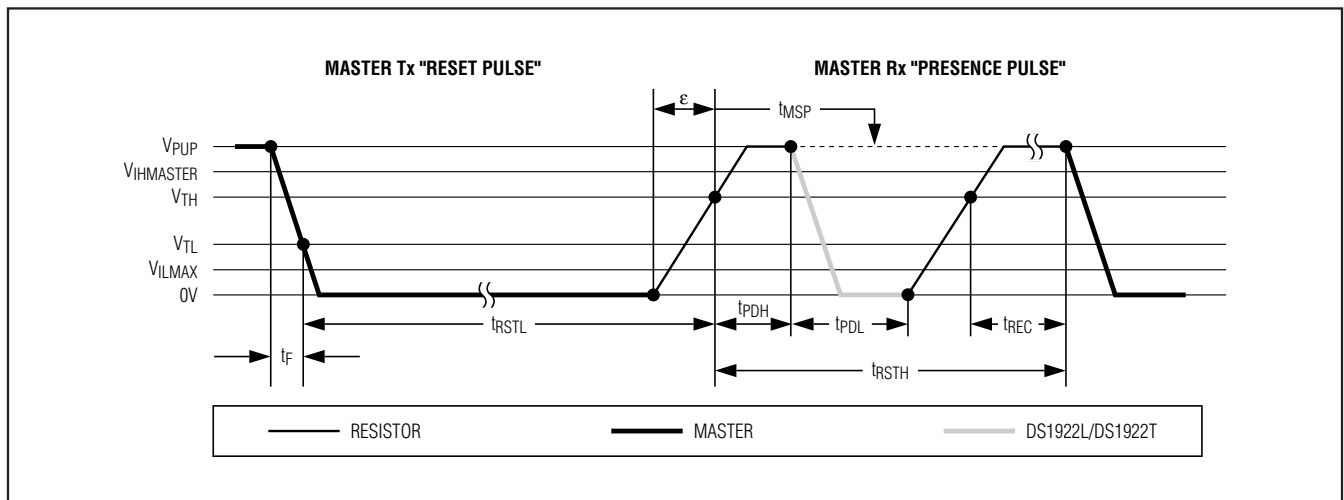 MASTER Tx "RESET PULSE" MASTER Rx "PRESENCE PULSE"
ε tMSP
VPUP
VIHMASTER
VTH
VTL
VILMAX
0V
tRSTL tPDH tPDL tREC
tF tRSTH
RESISTOR MASTER DS1922L/DS1922T